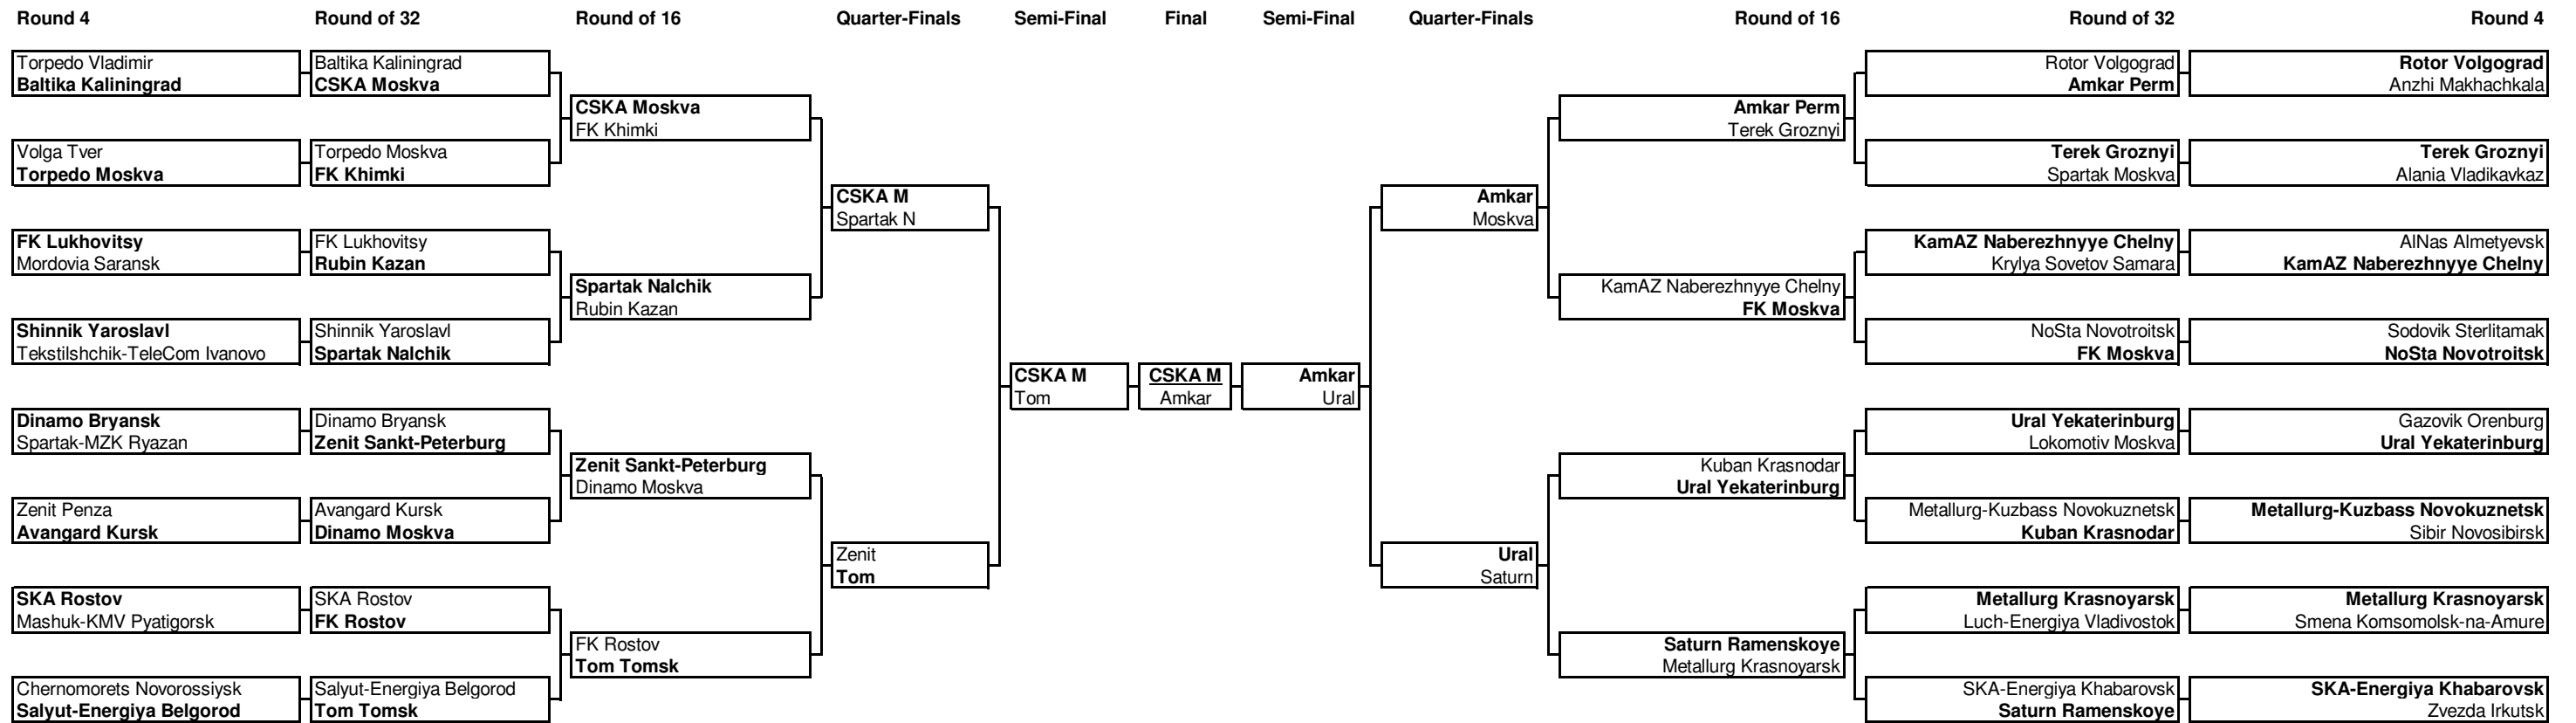 Round 4
Round of 32
Round of 16
Quarter-Finals
Semi-Final
Final
Semi-Final
Quarter-Finals
Round of 16
Round of 32
Round 4
Torpedo Vladimir
Baltika Kaliningrad
Volga Tver
Torpedo Moskva
FK Lukhovitsy
Mordovia Saransk
Shinnik Yaroslavl
Tekstilshchik-TeleCom Ivanovo
Dinamo Bryansk
Spartak-MZK Ryazan
Zenit Penza
Avangard Kursk
SKA Rostov
Mashuk-KMV Pyatigorsk
Chernomorets Novorossiysk
Salyut-Energiya Belgorod
Baltika Kaliningrad
CSKA Moskva
Torpedo Moskva
FK Khimki
FK Lukhovitsy
Rubin Kazan
Shinnik Yaroslavl
Spartak Nalchik
Dinamo Bryansk
Zenit Sankt-Peterburg
Avangard Kursk
Dinamo Moskva
SKA Rostov
FK Rostov
Salyut-Energiya Belgorod
Tom Tomsk
CSKA Moskva
FK Khimki
Spartak Nalchik
Rubin Kazan
Zenit Sankt-Peterburg
Dinamo Moskva
FK Rostov
Tom Tomsk
CSKA M
Spartak N
Zenit
Tom
CSKA M
Tom
CSKA M
Amkar
Amkar
Ural
Amkar
Moskva
Ural
Saturn
Amkar Perm
Terek Groznyi
KamAZ Naberezhnyye Chelny
FK Moskva
Kuban Krasnodar
Ural Yekaterinburg
Saturn Ramenskoye
Metallurg Krasnoyarsk
Rotor Volgograd
Amkar Perm
Terek Groznyi
Spartak Moskva
KamAZ Naberezhnyye Chelny
Krylya Sovetov Samara
NoSta Novotroitsk
FK Moskva
Ural Yekaterinburg
Lokomotiv Moskva
Metallurg-Kuzbass Novokuznetsk
Kuban Krasnodar
Metallurg Krasnoyarsk
Luch-Energiya Vladivostok
SKA-Energiya Khabarovsk
Saturn Ramenskoye
Rotor Volgograd
Anzhi Makhachkala
Terek Groznyi
Alania Vladikavkaz
AlNas Almetyevsk
KamAZ Naberezhnyye Chelny
Sodovik Sterlitamak
NoSta Novotroitsk
Gazovik Orenburg
Ural Yekaterinburg
Metallurg-Kuzbass Novokuznetsk
Sibir Novosibirsk
Metallurg Krasnoyarsk
Smena Komsomolsk-na-Amure
SKA-Energiya Khabarovsk
Zvezda Irkutsk